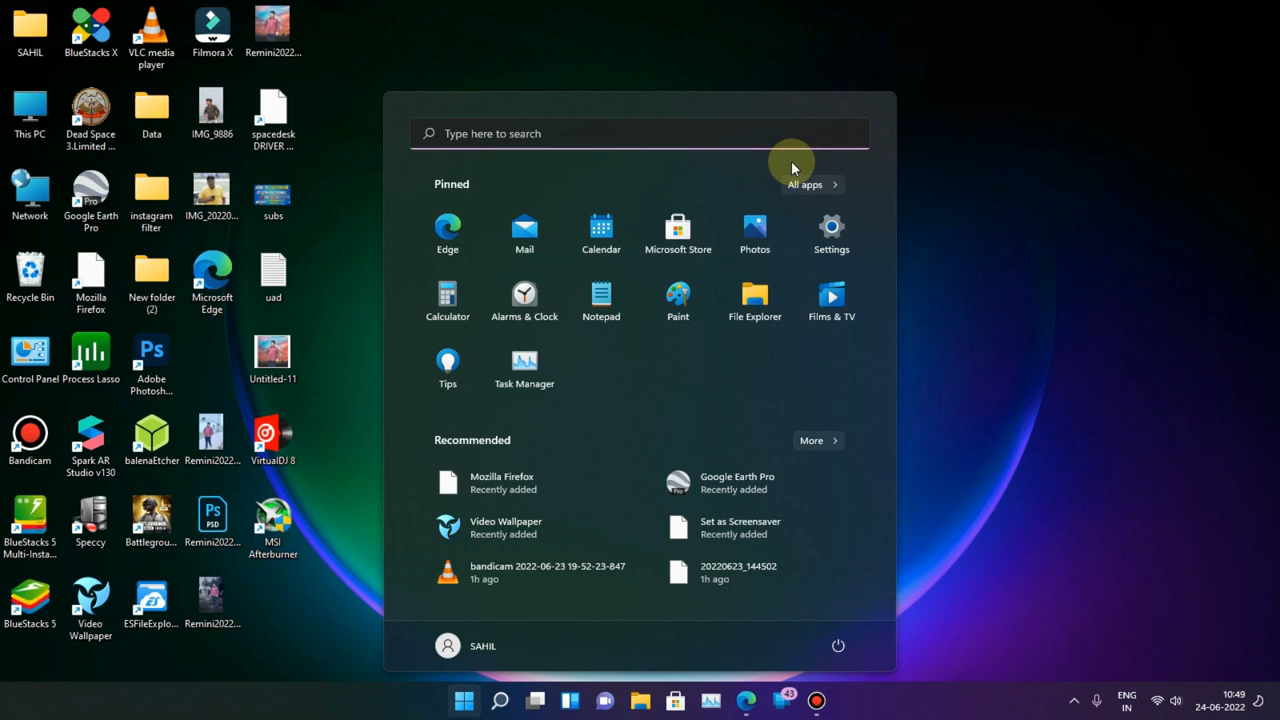 SAHIL
BlueStacks X
VLC media
player
Filmora X
Remini2022...
This PC
Dead Space
3.Limited ...
Data
IMG_9886
spacedesk
DRIVER ...
Network
Google Earth
Pro
instagram
filter
IMG_20220...
subs
Recycle Bin
Mozilla
Firefox
New folder
(2)
Microsoft
Edge
uad
Control Panel
Process Lasso
Adobe
Photosh...
Untitled-11
Bandicam
Spark AR
Studio v130
balenaEtcher
Remini2022...
VirtualDJ 8
BlueStacks 5
Multi-Insta...
Speccy
Battlegrou...
Remini2022...
MSI
Afterburner
BlueStacks 5
Video
Wallpaper
ESFileExplo...
Remini2022...
Type here to search
Pinned
All apps
Edge
Mail
Calendar
Microsoft Store
Photos
Settings
Calculator
Alarms & Clock
Notepad
Paint
File Explorer
Films & TV
Tips
Task Manager
Recommended
More
Mozilla Firefox
Recently added
Google Earth Pro
Recently added
Video Wallpaper
Recently added
Set as Screensaver
Recently added
bandicam 2022-06-23 19-52-23-847
1h ago
20220623_144502
1h ago
SAHIL
43
ENG
IN
10:49
24-06-2022